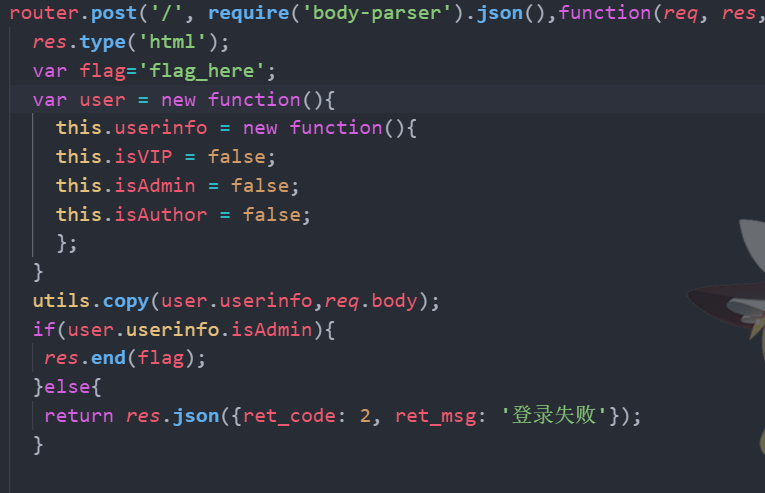 router.post('/', require('body-parser').json(),function(req, res,
res.type('html');
var flag='flag_here';
var user = new function(){
this.userinfo = new function(){
this.isVIP = false;
this.isAdmin = false;
this.isAuthor = false;
};
}
utils.copy(user.userinfo,req.body);
if(user.userinfo.isAdmin){
res.end(flag);
}else{
return res.json({ret_code: 2, ret_msg: '登录失败'});
}